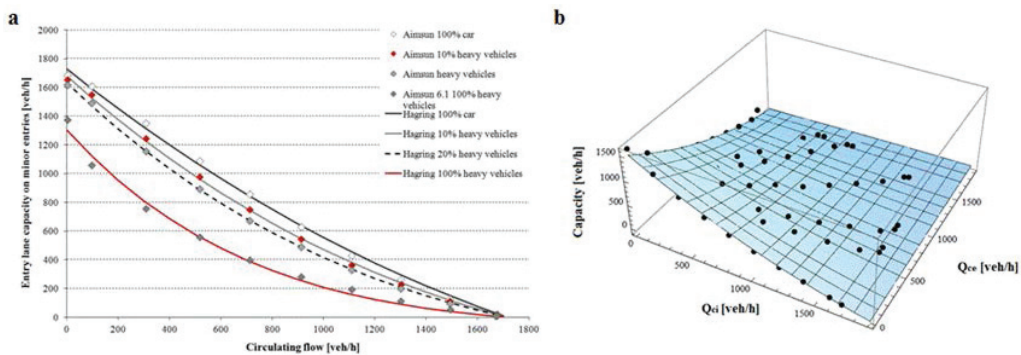 a
Entry lane capacity on minor entries [veh/h]
2000
1800
1600
1400
1200
1000
800
600
400
200
0
0 200 400 600 800 1000 1200 1400 1600 1800
Circulating flow [veh/h]
Aimsun 100% car
Aimsun 10% heavy vehicles
Aimsun heavy vehicles
Aimsun 6.1 100% heavy
vehicles
Hagring 100% car
Hagring 10% heavy vehicles
Hagring 20% heavy vehicles
Hagring 100% heavy vehicles
b
Capacity [veh/h]
1500
1000
500
0
0
500
1000
1500
Qci [veh/h]
1500
1000
500
0
Qce [veh/h]